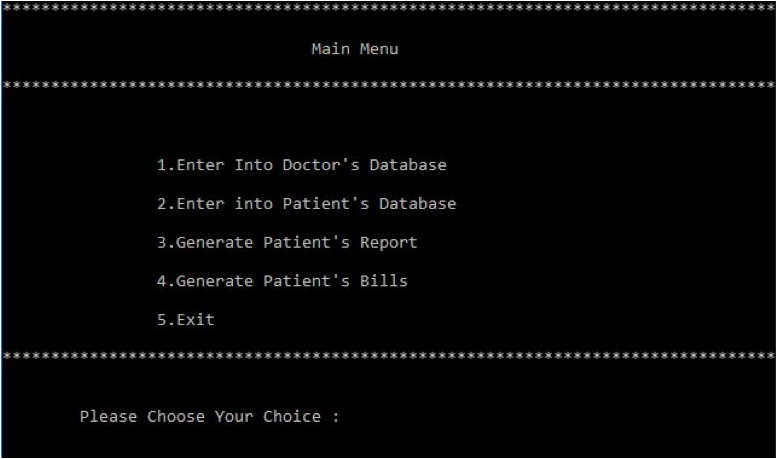 ********************************************************************************
Main Menu
********************************************************************************
1.Enter Into Doctor's Database
2.Enter into Patient's Database
3.Generate Patient's Report
4.Generate Patient's Bills
5.Exit
********************************************************************************
Please Choose Your Choice :